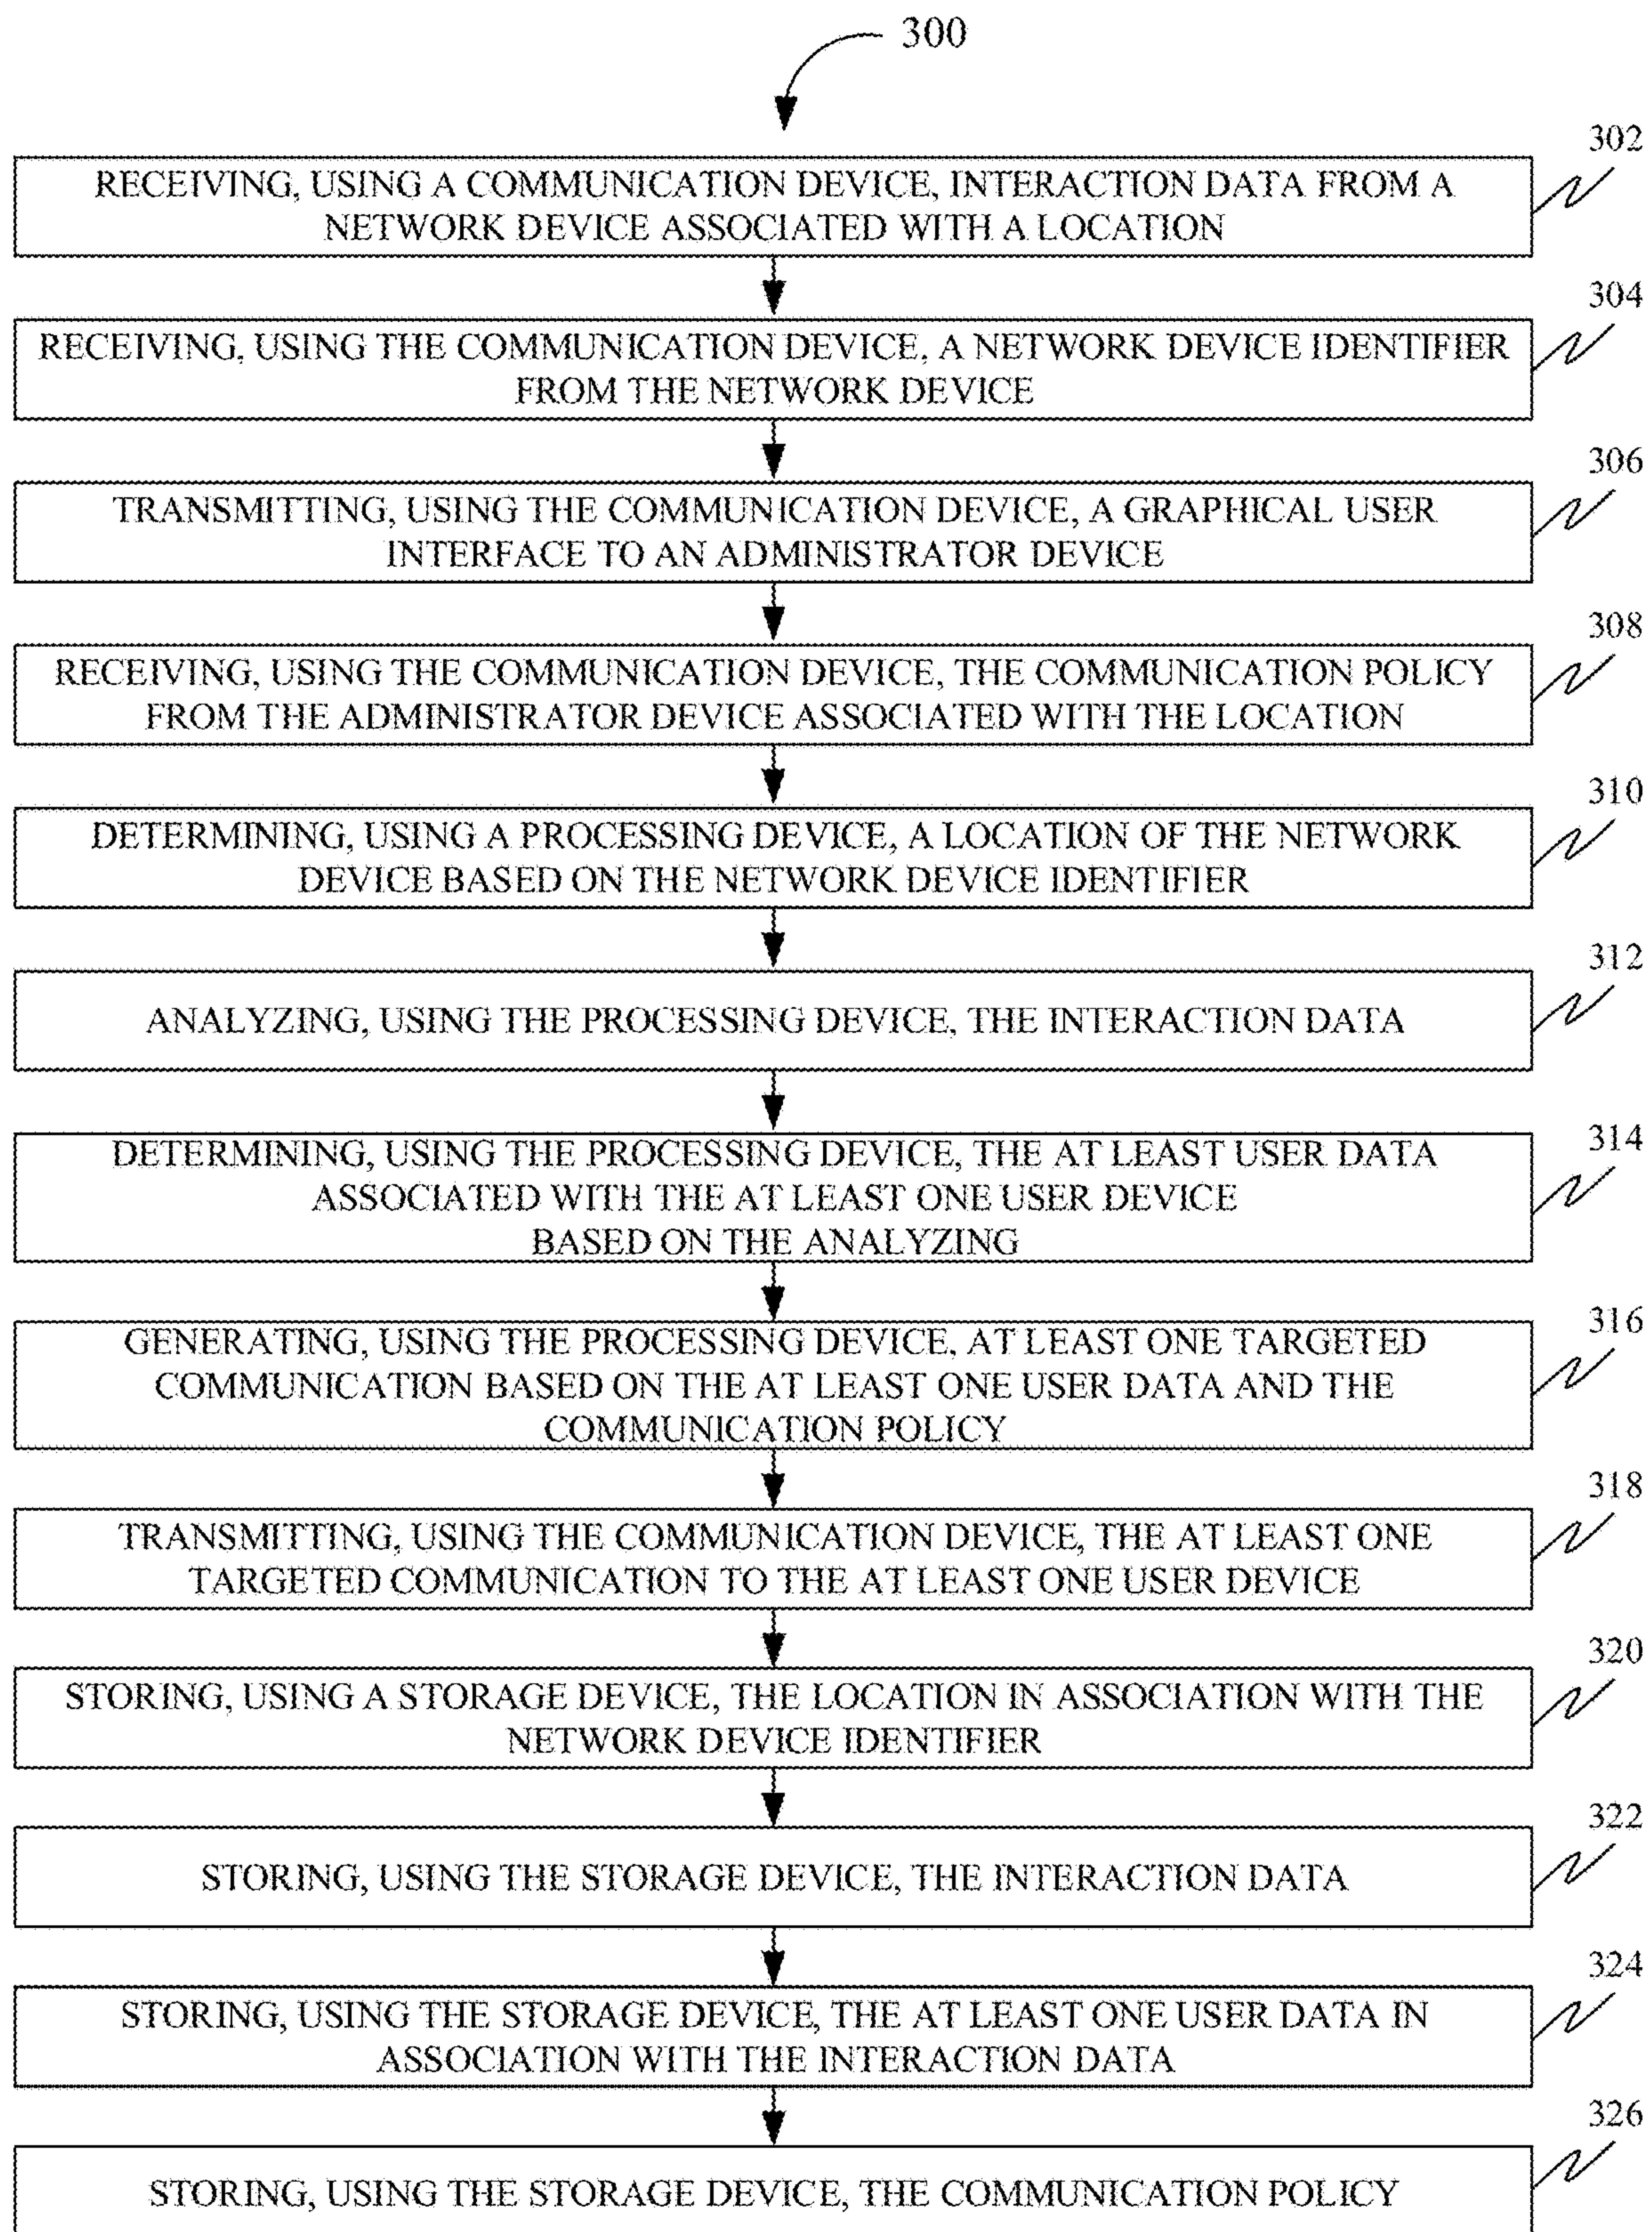 300
302
RECEIVING, USING A COMMUNICATION DEVICE, INTERACTION DATA FROM A
NETWORK DEVICE ASSOCIATED WITH A LOCATION
304
RECEIVING, USING THE COMMUNICATION DEVICE, A NETWORK DEVICE IDENTIFIER
FROM THE NETWORK DEVICE
306
TRANSMITTING, USING THE COMMUNICATION DEVICE, A GRAPHICAL USER
INTERFACE TO AN ADMINISTRATOR DEVICE
308
RECEIVING, USING THE COMMUNICATION DEVICE, THE COMMUNICATION POLICY
FROM THE ADMINISTRATOR DEVICE ASSOCIATED WITH THE LOCATION
310
DETERMINING, USING A PROCESSING DEVICE, A LOCATION OF THE NETWORK
DEVICE BASED ON THE NETWORK DEVICE IDENTIFIER
312
ANALYZING, USING THE PROCESSING DEVICE, THE INTERACTION DATA
314
DETERMINING, USING THE PROCESSING DEVICE, THE AT LEAST USER DATA
ASSOCIATED WITH THE AT LEAST ONE USER DEVICE
BASED ON THE ANALYZING
316
GENERATING, USING THE PROCESSING DEVICE, AT LEAST ONE TARGETED
COMMUNICATION BASED ON THE AT LEAST ONE USER DATA AND THE
COMMUNICATION POLICY
318
TRANSMITTING, USING THE COMMUNICATION DEVICE, THE AT LEAST ONE
TARGETED COMMUNICATION TO THE AT LEAST ONE USER DEVICE
320
STORING, USING A STORAGE DEVICE, THE LOCATION IN ASSOCIATION WITH THE
NETWORK DEVICE IDENTIFIER
322
STORING, USING THE STORAGE DEVICE, THE INTERACTION DATA
324
STORING, USING THE STORAGE DEVICE, THE AT LEAST ONE USER DATA IN
ASSOCIATION WITH THE INTERACTION DATA
326
STORING, USING THE STORAGE DEVICE, THE COMMUNICATION POLICY